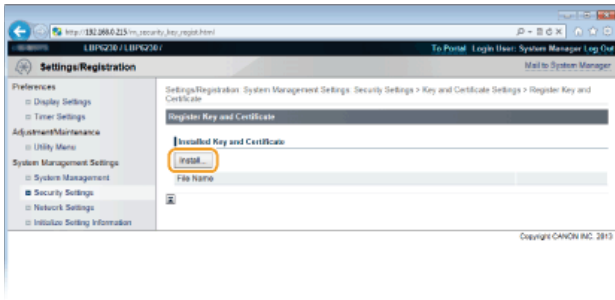 http://192.168.0.215/m_security_key_regist.html
LBP6230 / LBP6230 /
To Portal Login User: System Manager Log Out
Settings/Registration
Mail to System Manager
Preferences
Display Settings
Timer Settings
Adjustment/Maintenance
Utility Menu
System Management Settings
System Management
Security Settings
Network Settings
Initialize Setting Information
Settings/Registration: System Management Settings: Security Settings > Key and Certificate Settings > Register Key and
Certificate
Register Key and Certificate
Installed Key and Certificate
Install...
File Name
Copyright CANON INC. 2013